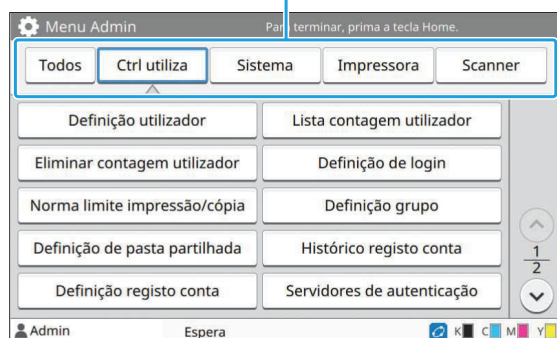 Menu Admin
Para terminar, prima a tecla Home.
Todos Ctrl utiliza Sistema Impressora Scanner
Definição utilizador Lista contagem utilizador
Eliminar contagem utilizador Definição de login
Norma limite impressão/cópia Definição grupo
Definição de pasta partilhada Histórico registo conta
1
2
Definição registo conta Servidores de autenticação
Admin Espera K C M Y